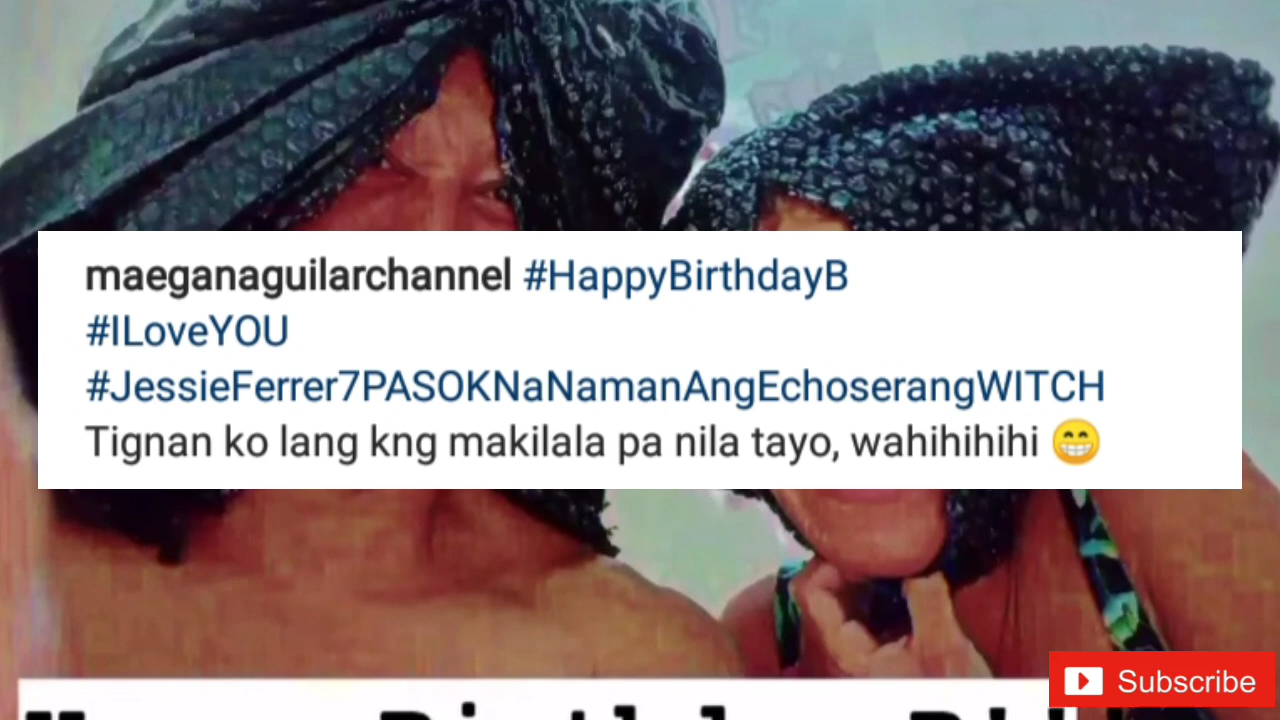 maeganaguilarchannel #HappyBirthdayB
#ILoveYOU
#JessieFerrer7PASOKNaNamanAngEchoserangWITCH
Tignan ko lang kng makilala pa nila tayo, wahihihihi 😁
Subscribe